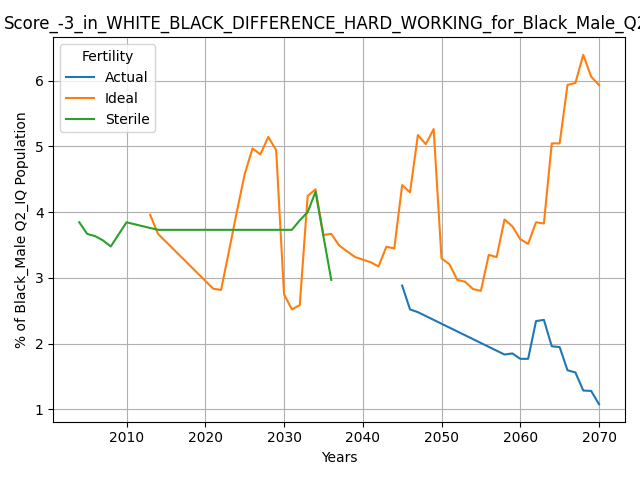 Score_-3_in_WHITE_BLACK_DIFFERENCE_HARD_WORKING_for_Black_Male_Q2
Fertility
Actual
Ideal
Sterile
% of Black_Male Q2_IQ Population
6
5
4
3
2
1
2010 2020 2030 2040 2050 2060 2070
Years